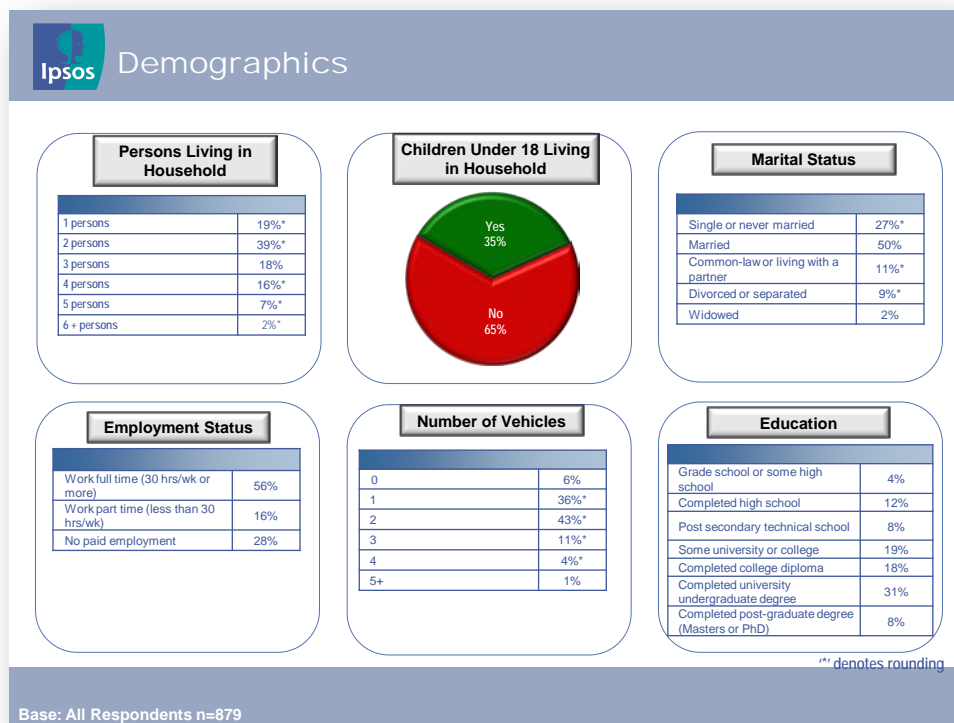 Ipsos
Demographics
Persons Living in
Household
1 persons 19%*
2 persons 39%*
3 persons 18%
4 persons 16%*
5 persons 7%*
6 + persons 2%*
Children Under 18 Living
in Household
Yes
35%
No
65%
Marital Status
Single or never married 27%*
Married 50%
Common-law or living with a
partner 11%*
Divorced or separated 9%*
Widowed 2%
Employment Status
Work full time (30 hrs/wk or
more) 56%
Work part time (less than 30
hrs/wk) 16%
No paid employment 28%
Number of Vehicles
0 6%
1 36%*
2 43%*
3 11%*
4 4%*
5+ 1%
Education
Grade school or some high
school 4%
Completed high school 12%
Post secondary technical school 8%
Some university or college 19%
Completed college diploma 18%
Completed university
undergraduate degree 31%
Completed post-graduate degree
(Masters or PhD) 8%
'*' denotes rounding
Base: All Respondents n=879